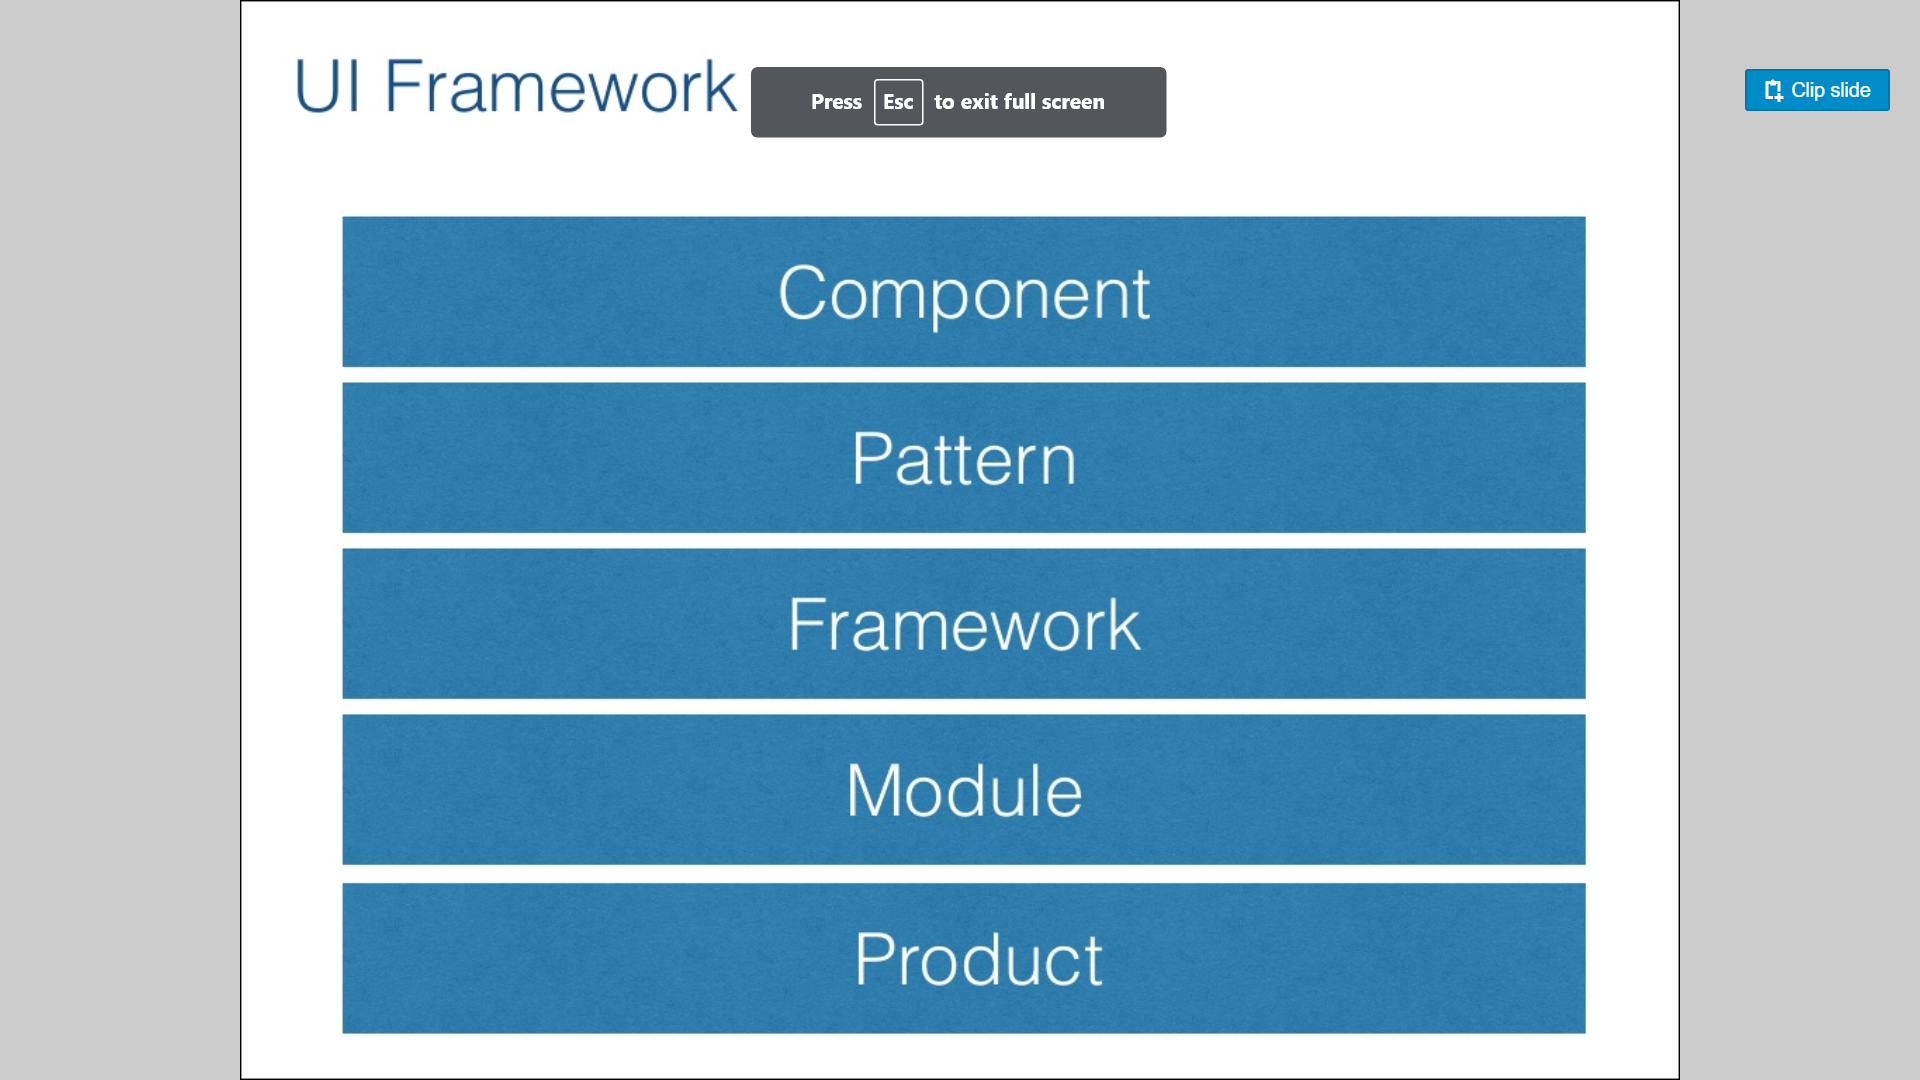 UI Framework
Press Esc to exit full screen
Clip slide
Component
Pattern
Framework
Module
Product